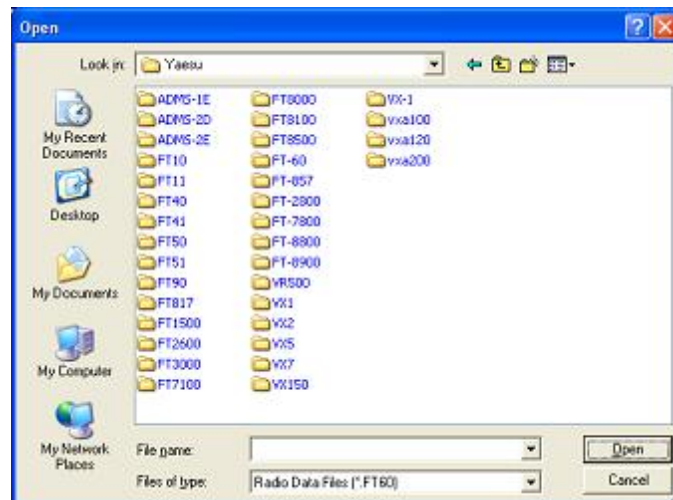 Open
Look in: Yaesu
My Recent
Documents
Desktop
My Documents
My Computer
My Network
Places
ADMS-1E
ADMS-2D
ADMS-2E
FT10
FT11
FT40
FT41
FT50
FT51
FT90
FT817
FT1500
FT2600
FT3000
FT7100
FT8000
FT8100
FT8500
FT-60
FT-857
FT-2800
FT-7800
FT-8800
FT-8900
VR500
VX1
VX2
VX5
VX7
VX150
VX-1
vxa100
vxa120
vxa200
File name:
Open
Files of type: Radio Data Files (*.FT60)
Cancel